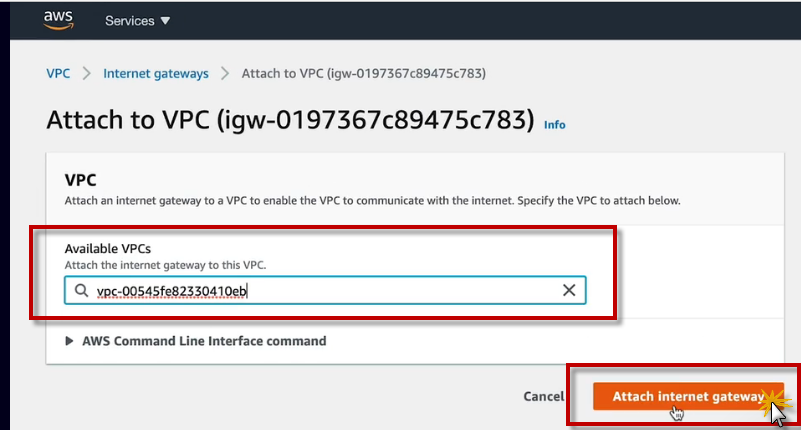 aws Services ▼
VPC > Internet gateways > Attach to VPC (igw-0197367c89475c783)
Attach to VPC (igw-0197367c89475c783) Info
VPC
Attach an internet gateway to a VPC to enable the VPC to communicate with the internet. Specify the VPC to attach below.
Available VPCs
Attach the internet gateway to this VPC.
vpc-00545fe82330410eb
AWS Command Line Interface command
Cancel Attach internet gateway